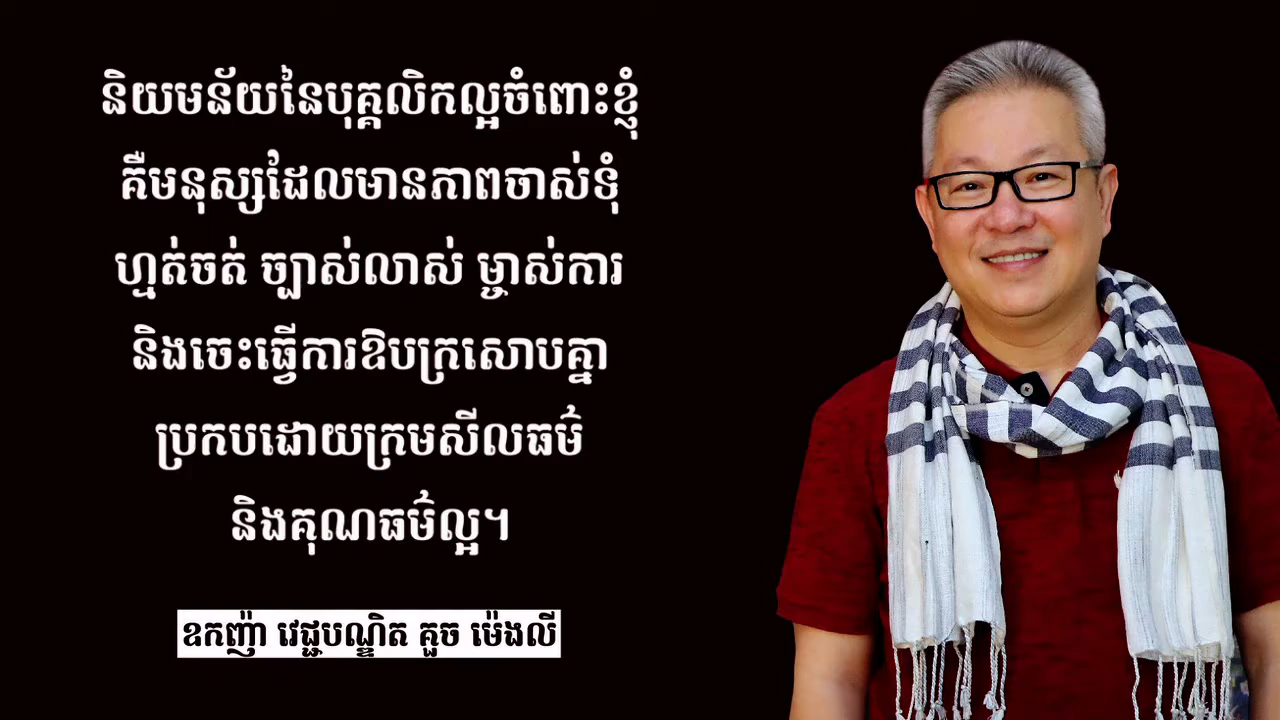 និយមន័យនៃបុគ្គលិកល្អចំពោះខ្ញុំ
គឺមនុស្សដែលមានភាពចាស់ទុំ
ហ្មត់ចត់ ច្បាស់លាស់ ម្ចាស់ការ
និងចេះធ្វើការឱបក្រសោបគ្នា
ប្រកបដោយក្រមសីលធម៌
និងគុណធម៌ល្អ។
ឧកញ៉ា វេជ្ជបណ្ឌិត គួច ម៉េងលី